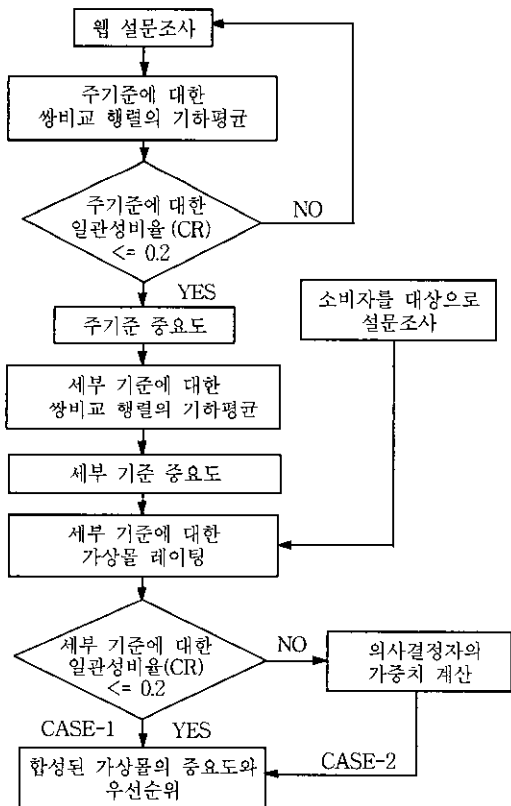 웹 설문조사
주기준에 대한
쌍비교 행렬의 기하평균
주기준에 대한
일관성비율(CR)
<= 0.2
NO
YES
주기준 중요도
소비자를 대상으로
설문조사
세부 기준에 대한
쌍비교 행렬의 기하평균
세부 기준 중요도
세부 기준에 대한
가상몰 레이팅
세부 기준에 대한
일관성비율(CR)
<= 0.2
NO
의사결정자의
가중치 계산
CASE-1
YES
CASE-2
합성된 가상몰의 중요도와
우선순위